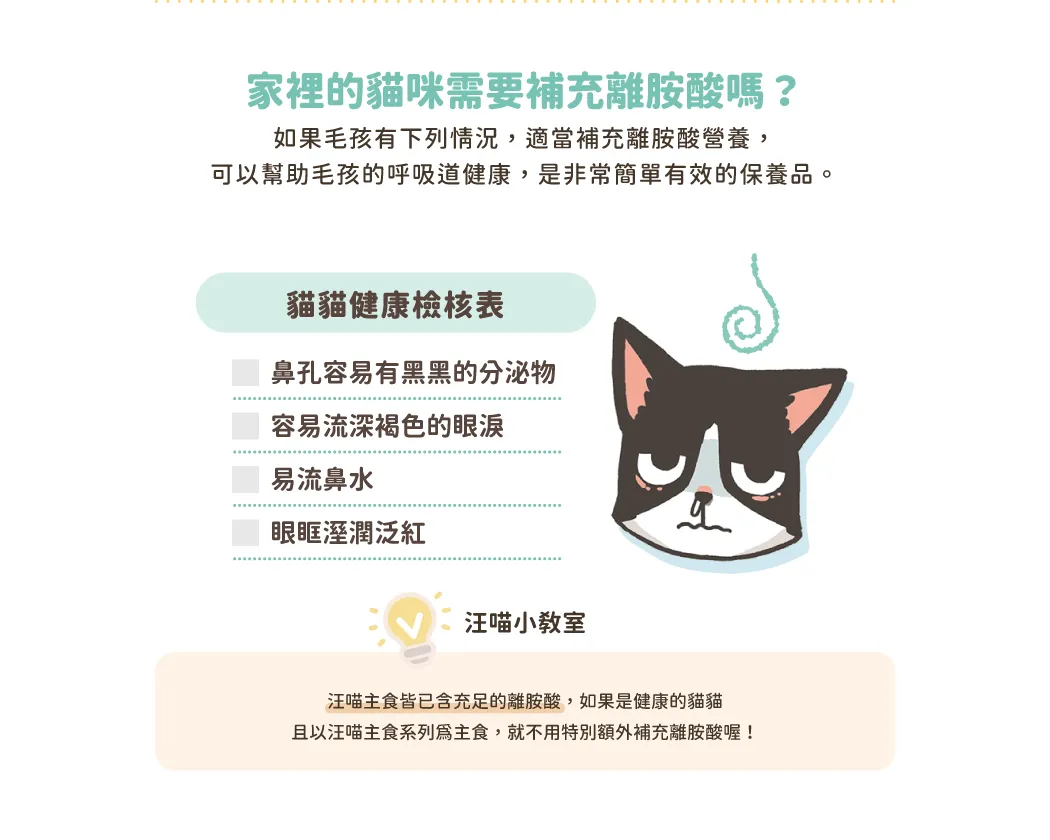 家裡的貓咪需要補充離胺酸嗎？
如果毛孩有下列情況，適當補充離胺酸營養，
可以幫助毛孩的呼吸道健康，是非常簡單有效的保養品。
貓貓健康檢核表
鼻孔容易有黑黑的分泌物
容易流深褐色的眼淚
易流鼻水
眼眶溼潤泛紅
汪喵小教室
汪喵主食皆已含充足的離胺酸，如果是健康的貓貓
且以汪喵主食系列為主食，就不用特別額外補充離胺酸喔！